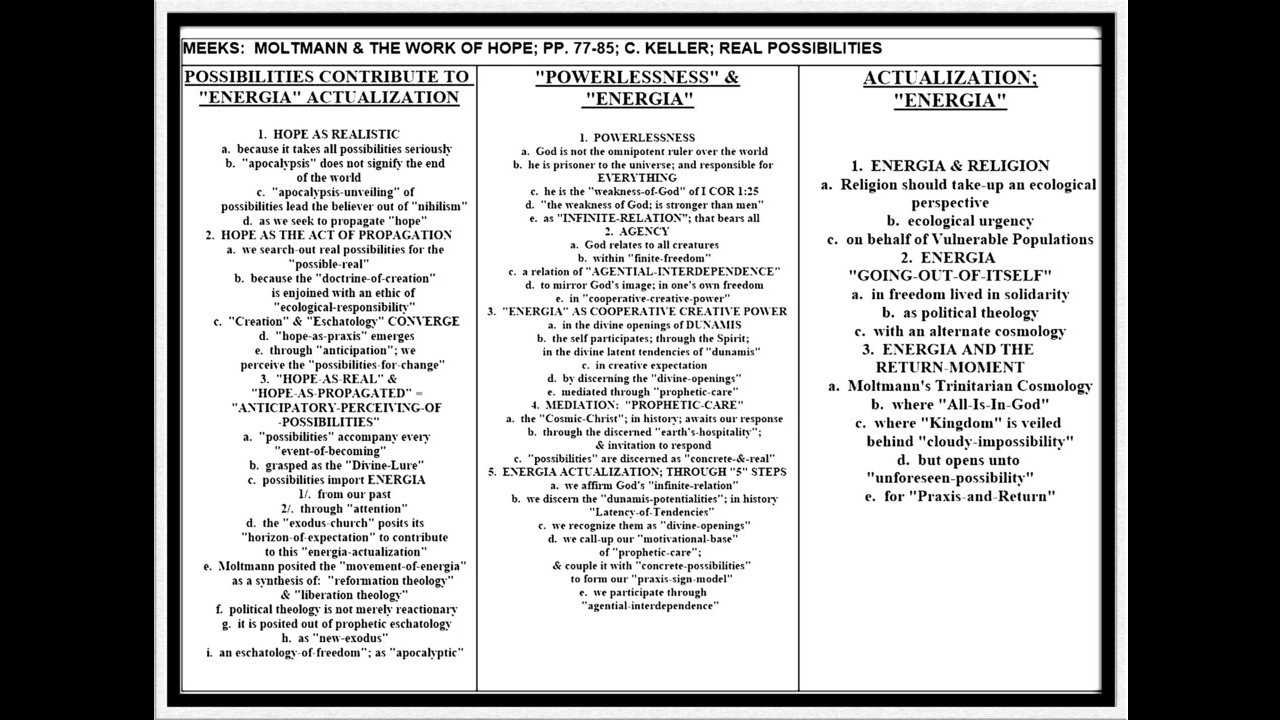 MEEKS: MOLTMANN & THE WORK OF HOPE; PP. 77-85; C. KELLER; REAL POSSIBILITIES
POSSIBILITIES CONTRIBUTE TO
"ENERGIA" ACTUALIZATION
1. HOPE AS REALISTIC
a. because it takes all possibilities seriously
b. "apocalypsis" does not signify the end
of the world
c. "apocalypsis-unveiling" of
possibilities lead the believer out of "nihilism"
d. as we seek to propagate "hope"
2. HOPE AS THE ACT OF PROPAGATION
a. we search-out real possibilities for the
"possible-real"
b. because the "doctrine-of-creation"
is enjoined with an ethic of
"ecological-responsibility"
c. "Creation" & "Eschatology" CONVERGE
d. "hope-as-praxis" emerges
e. through "anticipation"; we
perceive the "possibilities-for-change"
3. "HOPE-AS-REAL" &
"HOPE-AS-PROPAGATED" =
"ANTICIPATORY-PERCEIVING-OF
-POSSIBILITIES"
a. "possibilities" accompany every
"event-of-becoming"
b. grasped as the "Divine-Lure"
c. possibilities import ENERGIA
1/. from our past
2/. through "attention"
d. the "exodus-church" posits its
"horizon-of-expectation" to contribute
to this "energia-actualization"
e. Moltmann posited the "movement-of-energia"
as a synthesis of: "reformation theology"
& "liberation theology"
f. political theology is not merely reactionary
g. it is posited out of prophetic eschatology
h. as "new-exodus"
i. an eschatology-of-freedom"; as "apocalyptic"
"POWERLESSNESS" &
"ENERGIA"
1. POWERLESSNESS
a. God is not the omnipotent ruler over the world
b. he is prisoner to the universe; and responsible for
EVERYTHING
c. he is the "weakness-of-God" of I COR 1:25
d. "the weakness of God; is stronger than men"
e. as "INFINITE-RELATION"; that bears all
2. AGENCY
a. God relates to all creatures
b. within "finite-freedom"
c. a relation of "AGENTIAL-INTERDEPENDENCE"
d. to mirror God's image; in one's own freedom
e. in "cooperative-creative-power"
3. "ENERGIA" AS COOPERATIVE CREATIVE POWER
a. in the divine openings of DUNAMIS
b. the self participates; through the Spirit;
in the divine latent tendencies of "dunamis"
c. in creative expectation
d. by discerning the "divine-openings"
e. mediated through "prophetic-care"
4. MEDIATION: "PROPHETIC-CARE"
a. the "Cosmic-Christ"; in history; awaits our response
b. through the discerned "earth's-hospitality";
& invitation to respond
c. "possibilities" are discerned as "concrete-&-real"
5. ENERGIA ACTUALIZATION; THROUGH "5" STEPS
a. we affirm God's "infinite-relation"
b. we discern the "dunamis-potentialities"; in history
"Latency-of-Tendencies"
c. we recognize them as "divine-openings"
d. we call-up our "motivational-base"
of "prophetic-care";
& couple it with "concrete-possibilities"
to form our "praxis-sign-model"
e. we participate through
"agential-interdependence"
ACTUALIZATION;
"ENERGIA"
1. ENERGIA & RELIGION
a. Religion should take-up an ecological
perspective
b. ecological urgency
c. on behalf of Vulnerable Populations
2. ENERGIA
"GOING-OUT-OF-ITSELF"
a. in freedom lived in solidarity
b. as political theology
c. with an alternate cosmology
3. ENERGIA AND THE
RETURN-MOMENT
a. Moltmann's Trinitarian Cosmology
b. where "All-Is-In-God"
c. where "Kingdom" is veiled
behind "cloudy-impossibility"
d. but opens unto
"unforeseen-possibility"
e. for "Praxis-and-Return"